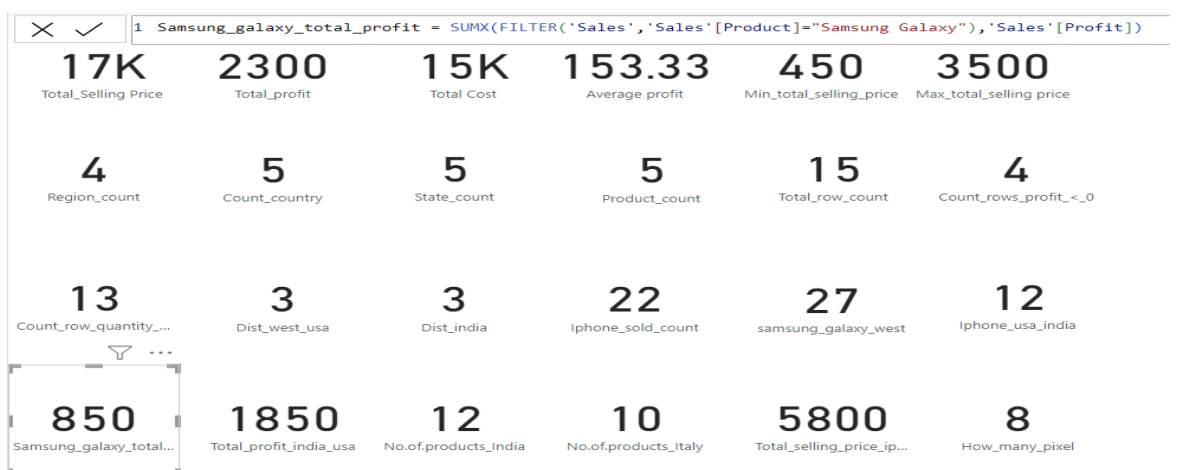 1 Samsung_galaxy_total_profit = SUMX(FILTER('Sales','Sales'[Product]="Samsung Galaxy"),'Sales'[Profit])
17K 2300 15K 153.33 450 3500
Total_Selling Price Total_profit Total Cost Average profit Min_total_selling_price Max_total_selling price
4 5 5 5 15 4
Region_count Count_country State_count Product_count Total_row_count Count_rows_profit_<_0
13 3 3 22 27 12
Count_row_quantity_... Dist_west_usa Dist_india Iphone_sold_count samsung_galaxy_west Iphone_usa_india
850 1850 12 10 5800 8
Samsung_galaxy_total... Total_profit_india_usa No.of.products_India No.of.products_Italy Total_selling_price_ip... How_many_pixel